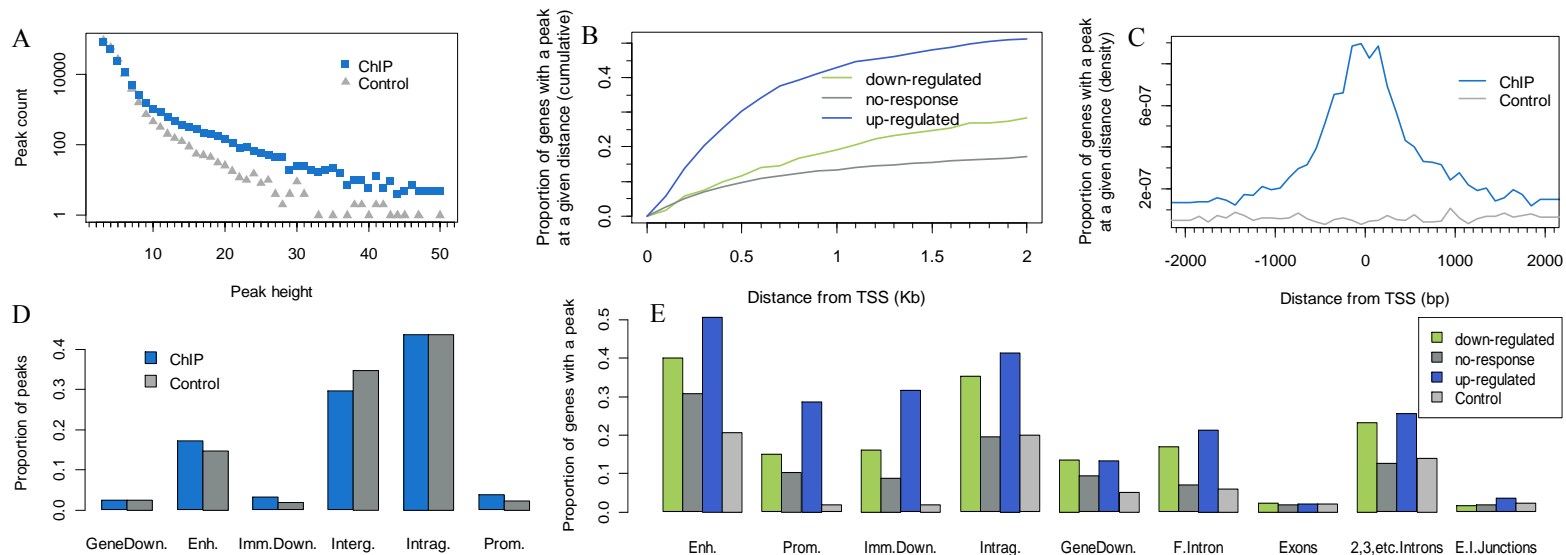 A
Peak count
10000
100
1
ChIP
Control
10
20
30
40
50
Peak height
B
Proportion of genes with a peak
at a given distance (cumulative)
0.4
0.2
0.0
down-regulated
no-response
up-regulated
0
0.5
1
1.5
2
Distance from TSS (Kb)
C
Proportion of genes with a peak
at a given distance (density)
6e-07
2e-07
ChIP
Control
-2000
-1000
0
1000
2000
Distance from TSS (bp)
D
Proportion of peaks
0.4
0.3
0.2
0.1
0.0
ChIP
Control
GeneDown.
Enh.
Imm.Down.
Interg.
Intrag.
Prom.
E
Proportion of genes with a peak
0.5
0.4
0.3
0.2
0.1
0.0
down-regulated
no-response
up-regulated
Control
Enh.
Prom.
Imm.Down.
Intrag.
GeneDown.
F.Intron
Exons
2,3,etc.Introns
E.I.Junctions